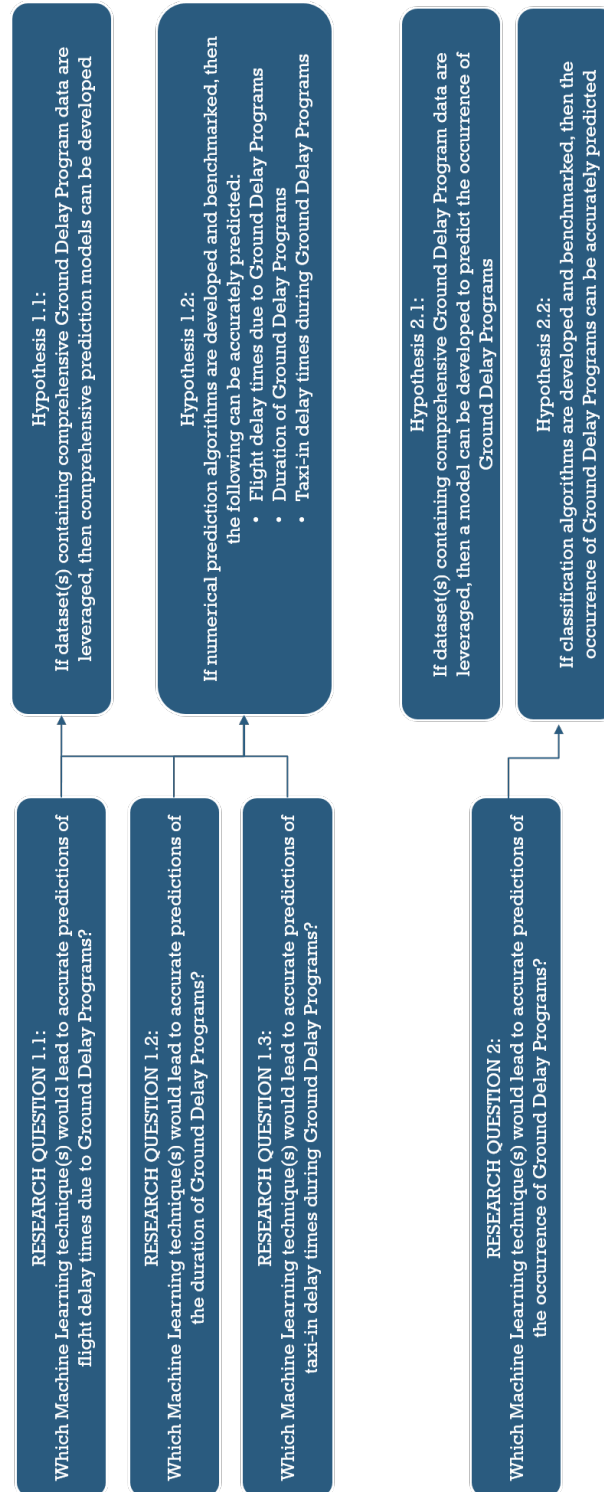 RESEARCH QUESTION 1.1:
Which Machine Learning technique(s) would lead to accurate predictions of
flight delay times due to Ground Delay Programs?
RESEARCH QUESTION 1.2:
Which Machine Learning technique(s) would lead to accurate predictions of
the duration of Ground Delay Programs?
RESEARCH QUESTION 1.3:
Which Machine Learning technique(s) would lead to accurate predictions of
taxi-in delay times during Ground Delay Programs?
RESEARCH QUESTION 2:
Which Machine Learning technique(s) would lead to accurate predictions of
the occurrence of Ground Delay Programs?
Hypothesis 1.1:
If dataset(s) containing comprehensive Ground Delay Program data are
leveraged, then comprehensive prediction models can be developed
Hypothesis 1.2:
If numerical prediction algorithms are developed and benchmarked, then
the following can be accurately predicted:
• Flight delay times due to Ground Delay Programs
• Duration of Ground Delay Programs
• Taxi-in delay times during Ground Delay Programs
Hypothesis 2.1:
If dataset(s) containing comprehensive Ground Delay Program data are
leveraged, then a model can be developed to predict the occurrence of
Ground Delay Programs
Hypothesis 2.2:
If classification algorithms are developed and benchmarked, then the
occurrence of Ground Delay Programs can be accurately predicted